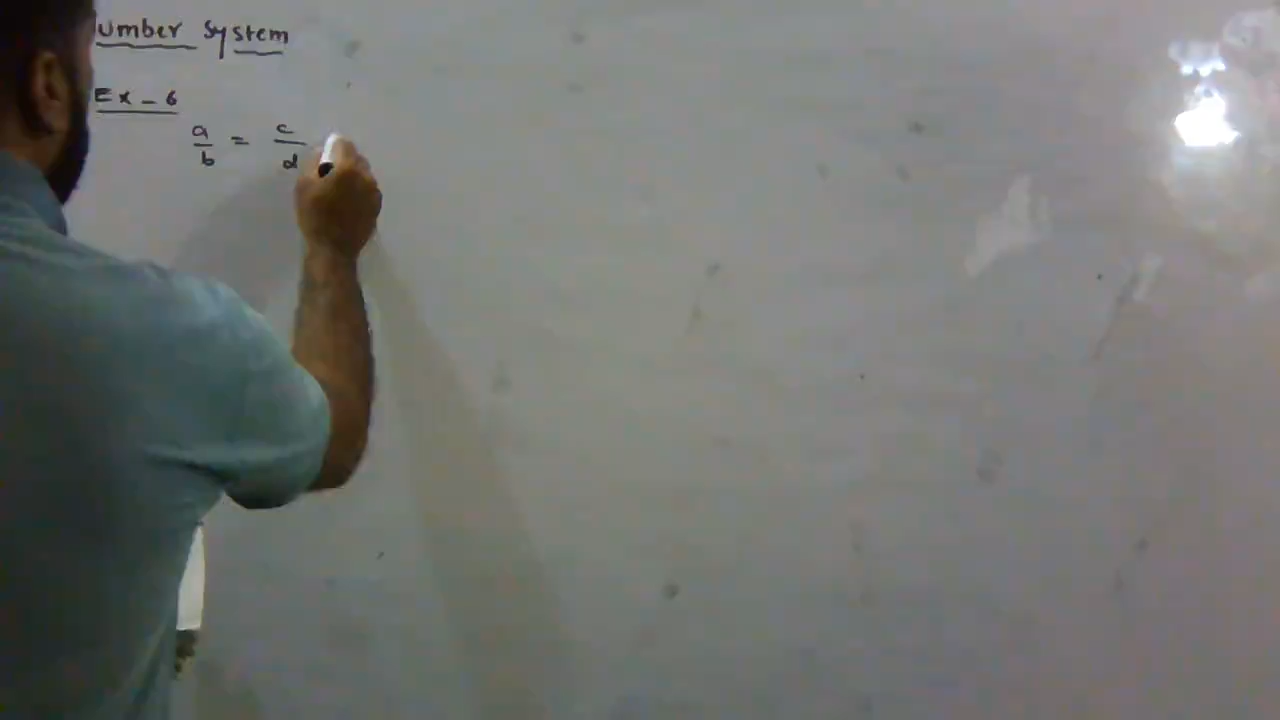 umber System
Ex - 6
a/b = c/d